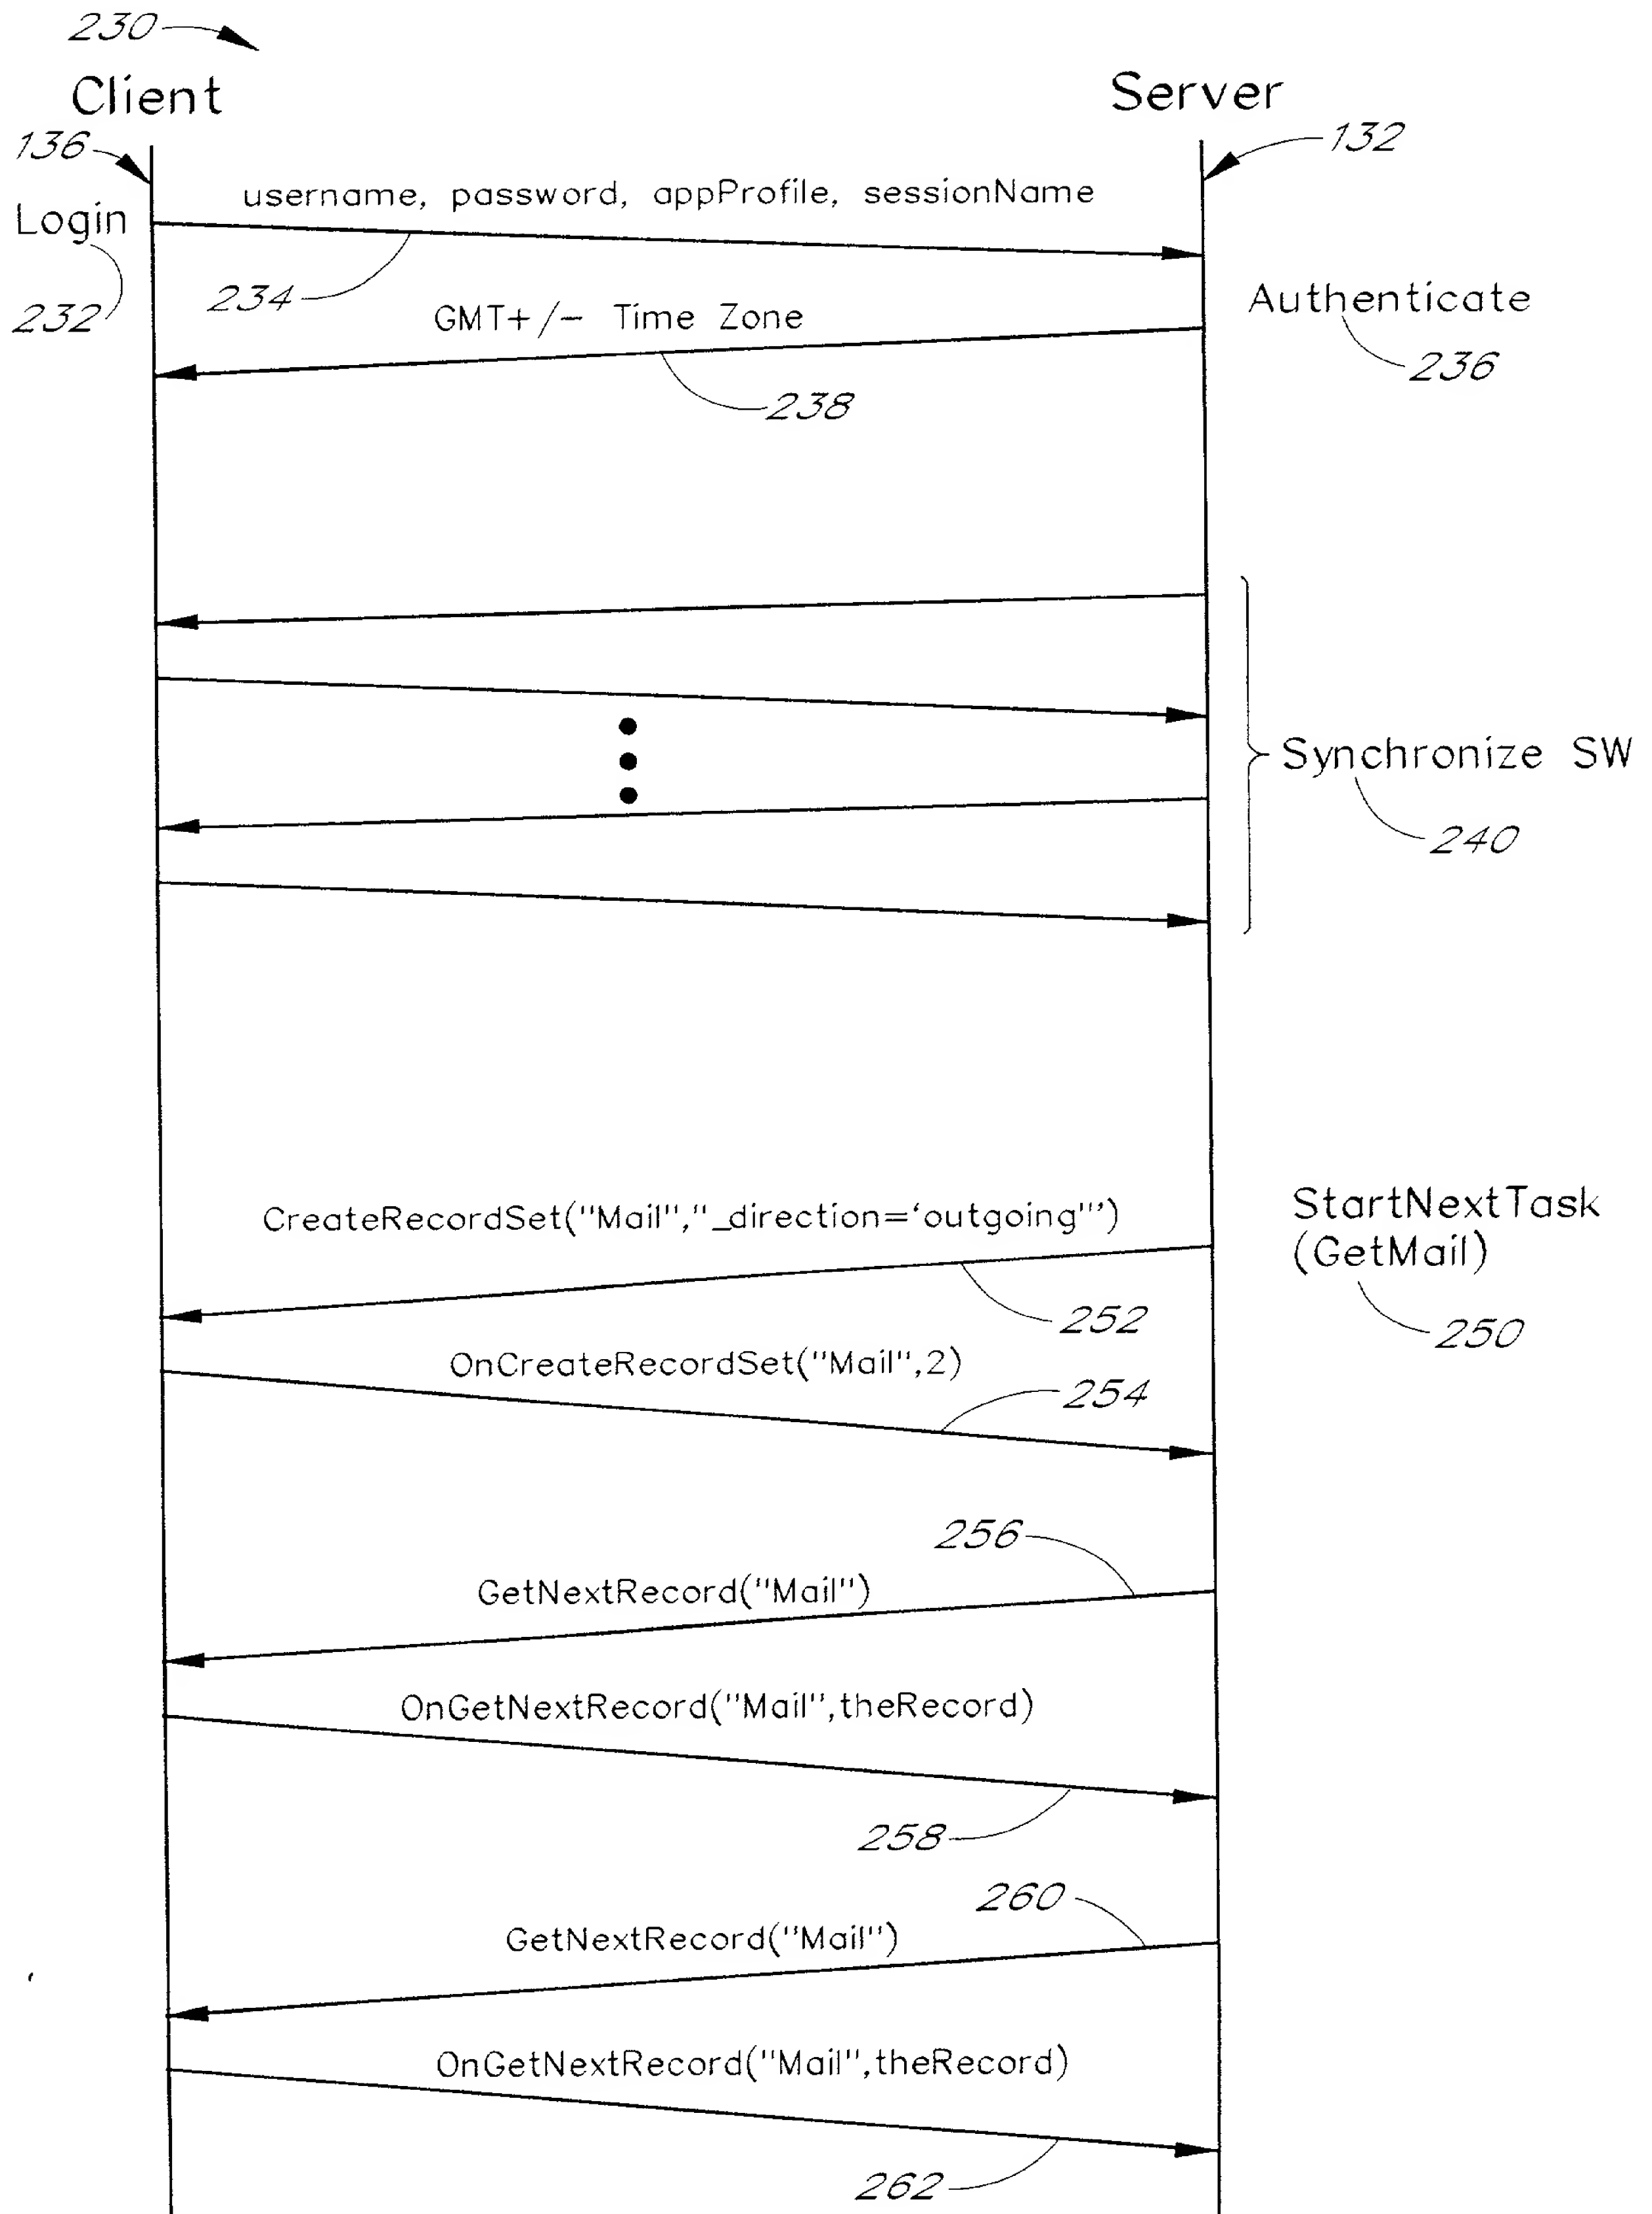 230
Client
Server
136
132
username, password, appProfile, sessionName
Login
234
232
GMT+/- Time Zone
Authenticate
236
238
Synchronize SW
240
CreateRecordSet("Mail","_direction='outgoing"')
StartNextTask
(GetMail)
252
250
OnCreateRecordSet("Mail",2)
254
256
GetNextRecord("Mail")
OnGetNextRecord("Mail",theRecord)
258
260
GetNextRecord("Mail")
OnGetNextRecord("Mail",theRecord)
262